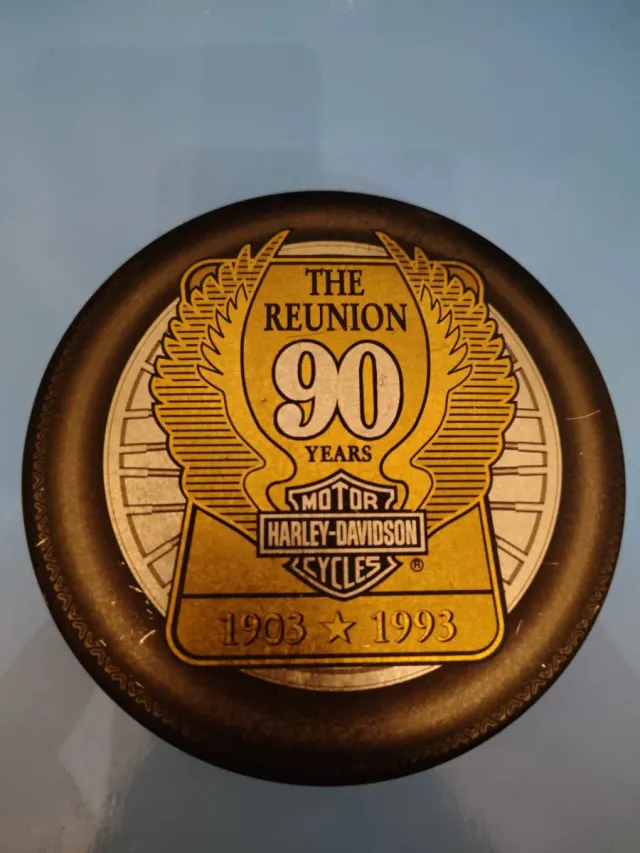 THE
REUNION
90
YEARS
MOTOR
HARLEY-DAVIDSON
CYCLES ®
1903 ★ 1993